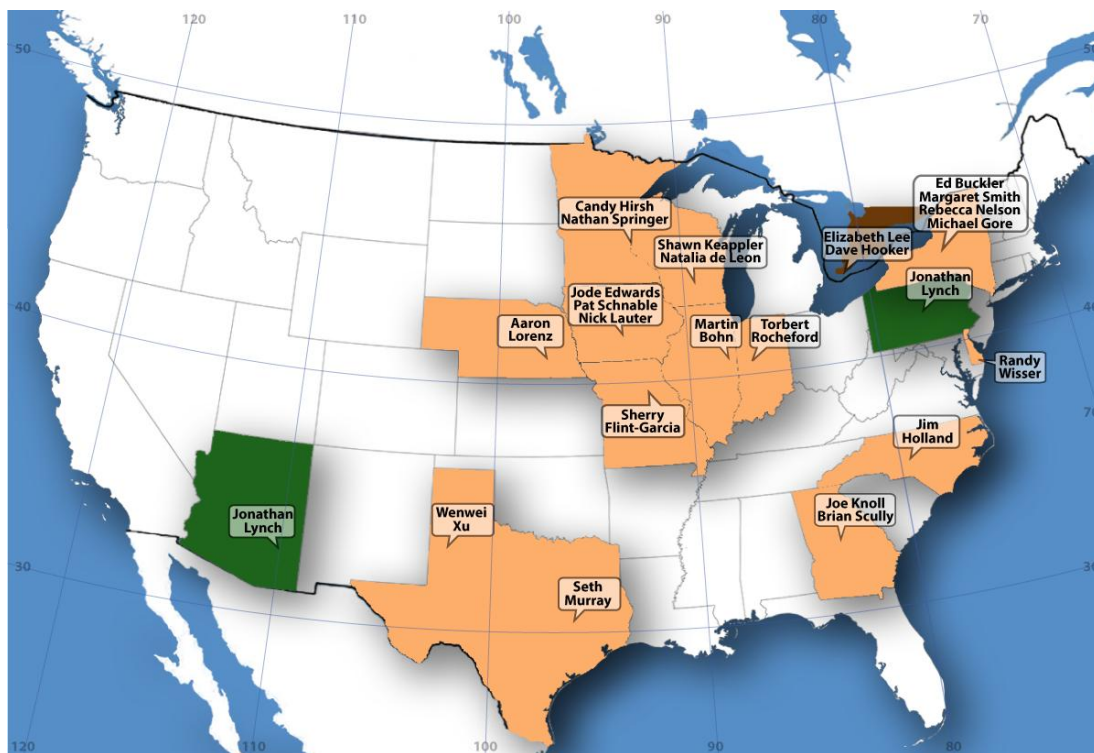 120
110
100
90
80
70
50
50
Ed Buckler
Margaret Smith
Rebecca Nelson
Michael Gore
Candy Hirsh
Nathan Springer
Elizabeth Lee
Dave Hooker
Shawn Keappler
Natalia de Leon
Jonathan
Lynch
40
Jode Edwards
Pat Schnable
Nick Lauter
Aaron
Lorenz
Martin
Bohn
Torbert
Rocheford
Randy
Wisser
Sherry
Flint-Garcia
Jim
Holland
Jonathan
Lynch
Wenwei
Xu
Joe Knoll
Brian Scully
30
Seth
Murray
120
110
100
90
80